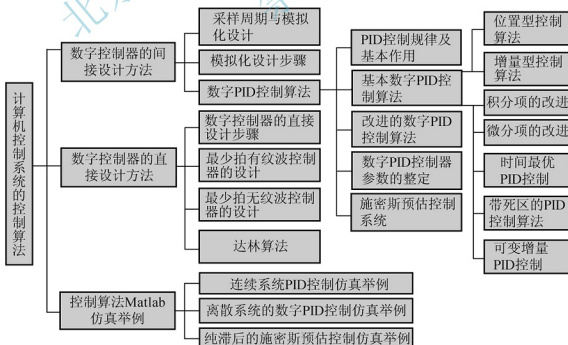 计算机控制系统的控制算法
数字控制器的间
接设计方法
采样周期与模拟
化设计
模拟化设计步骤
数字PID控制算法
PID控制规律及
基本作用
基本数字PID控
制算法
位置型控制
算法
增量型控制
算法
改进的数字PID
控制算法
积分项的改进
微分项的改进
时间最优
PID控制
带死区的PID
控制算法
可变增量
PID控制
数字PID控制器
参数的整定
施密斯预估控制
系统
数字控制器的直
接设计方法
数字控制器的直接
设计步骤
最少拍有纹波控制
器的设计
最少拍无纹波控制
器的设计
达林算法
控制算法Matlab
仿真举例
连续系统PID控制仿真举例
离散系统的数字PID控制仿真举例
纯滞后的施密斯预估控制仿真举例